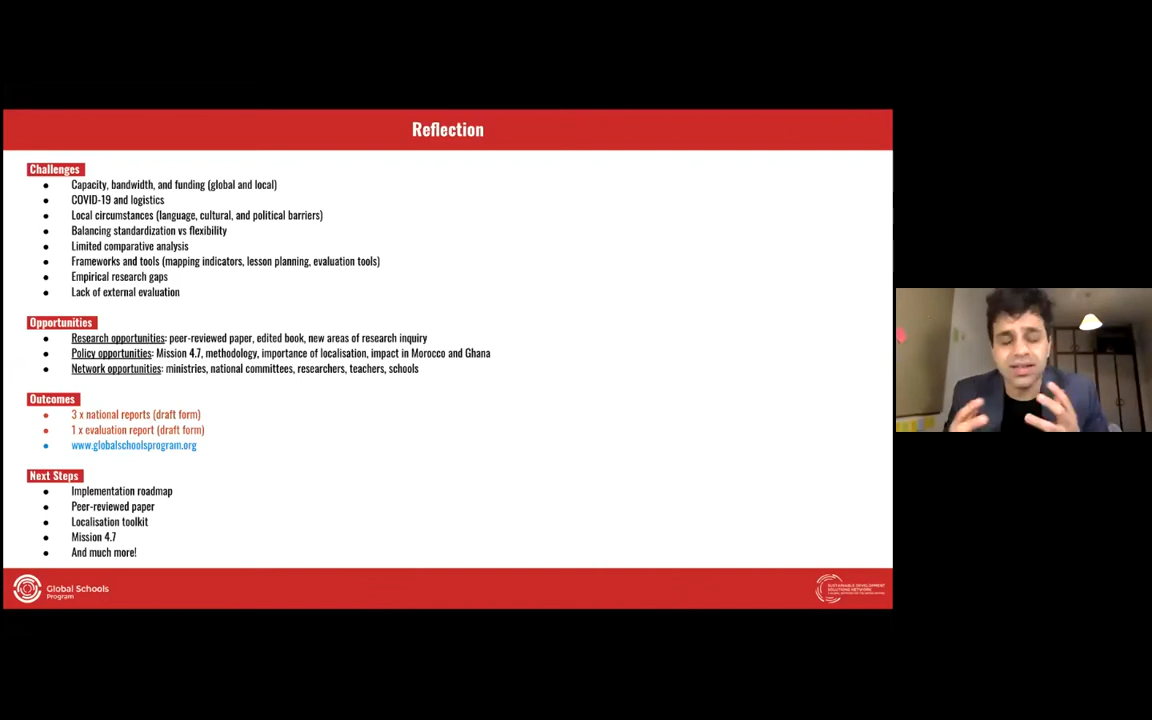 Reflection
Challenges
● Capacity, bandwidth, and funding (global and local)
● COVID-19 and logistics
● Local circumstances (language, cultural, and political barriers)
● Balancing standardization vs flexibility
● Limited comparative analysis
● Frameworks and tools (mapping indicators, lesson planning, evaluation tools)
● Empirical research gaps
● Lack of external evaluation
Opportunities
● Research opportunities: peer-reviewed paper, edited book, new areas of research inquiry
● Policy opportunities: Mission 4.7, methodology, importance of localisation, impact in Morocco and Ghana
● Network opportunities: ministries, national committees, researchers, teachers, schools
Outcomes
● 3 x national reports (draft form)
● 1 x evaluation report (draft form)
● www.globalschoolsprogram.org
Next Steps
● Implementation roadmap
● Peer-reviewed paper
● Localisation toolkit
● Mission 4.7
● And much more!
Global Schools
Program
SUSTAINABLE DEVELOPMENT
SOLUTIONS NETWORK